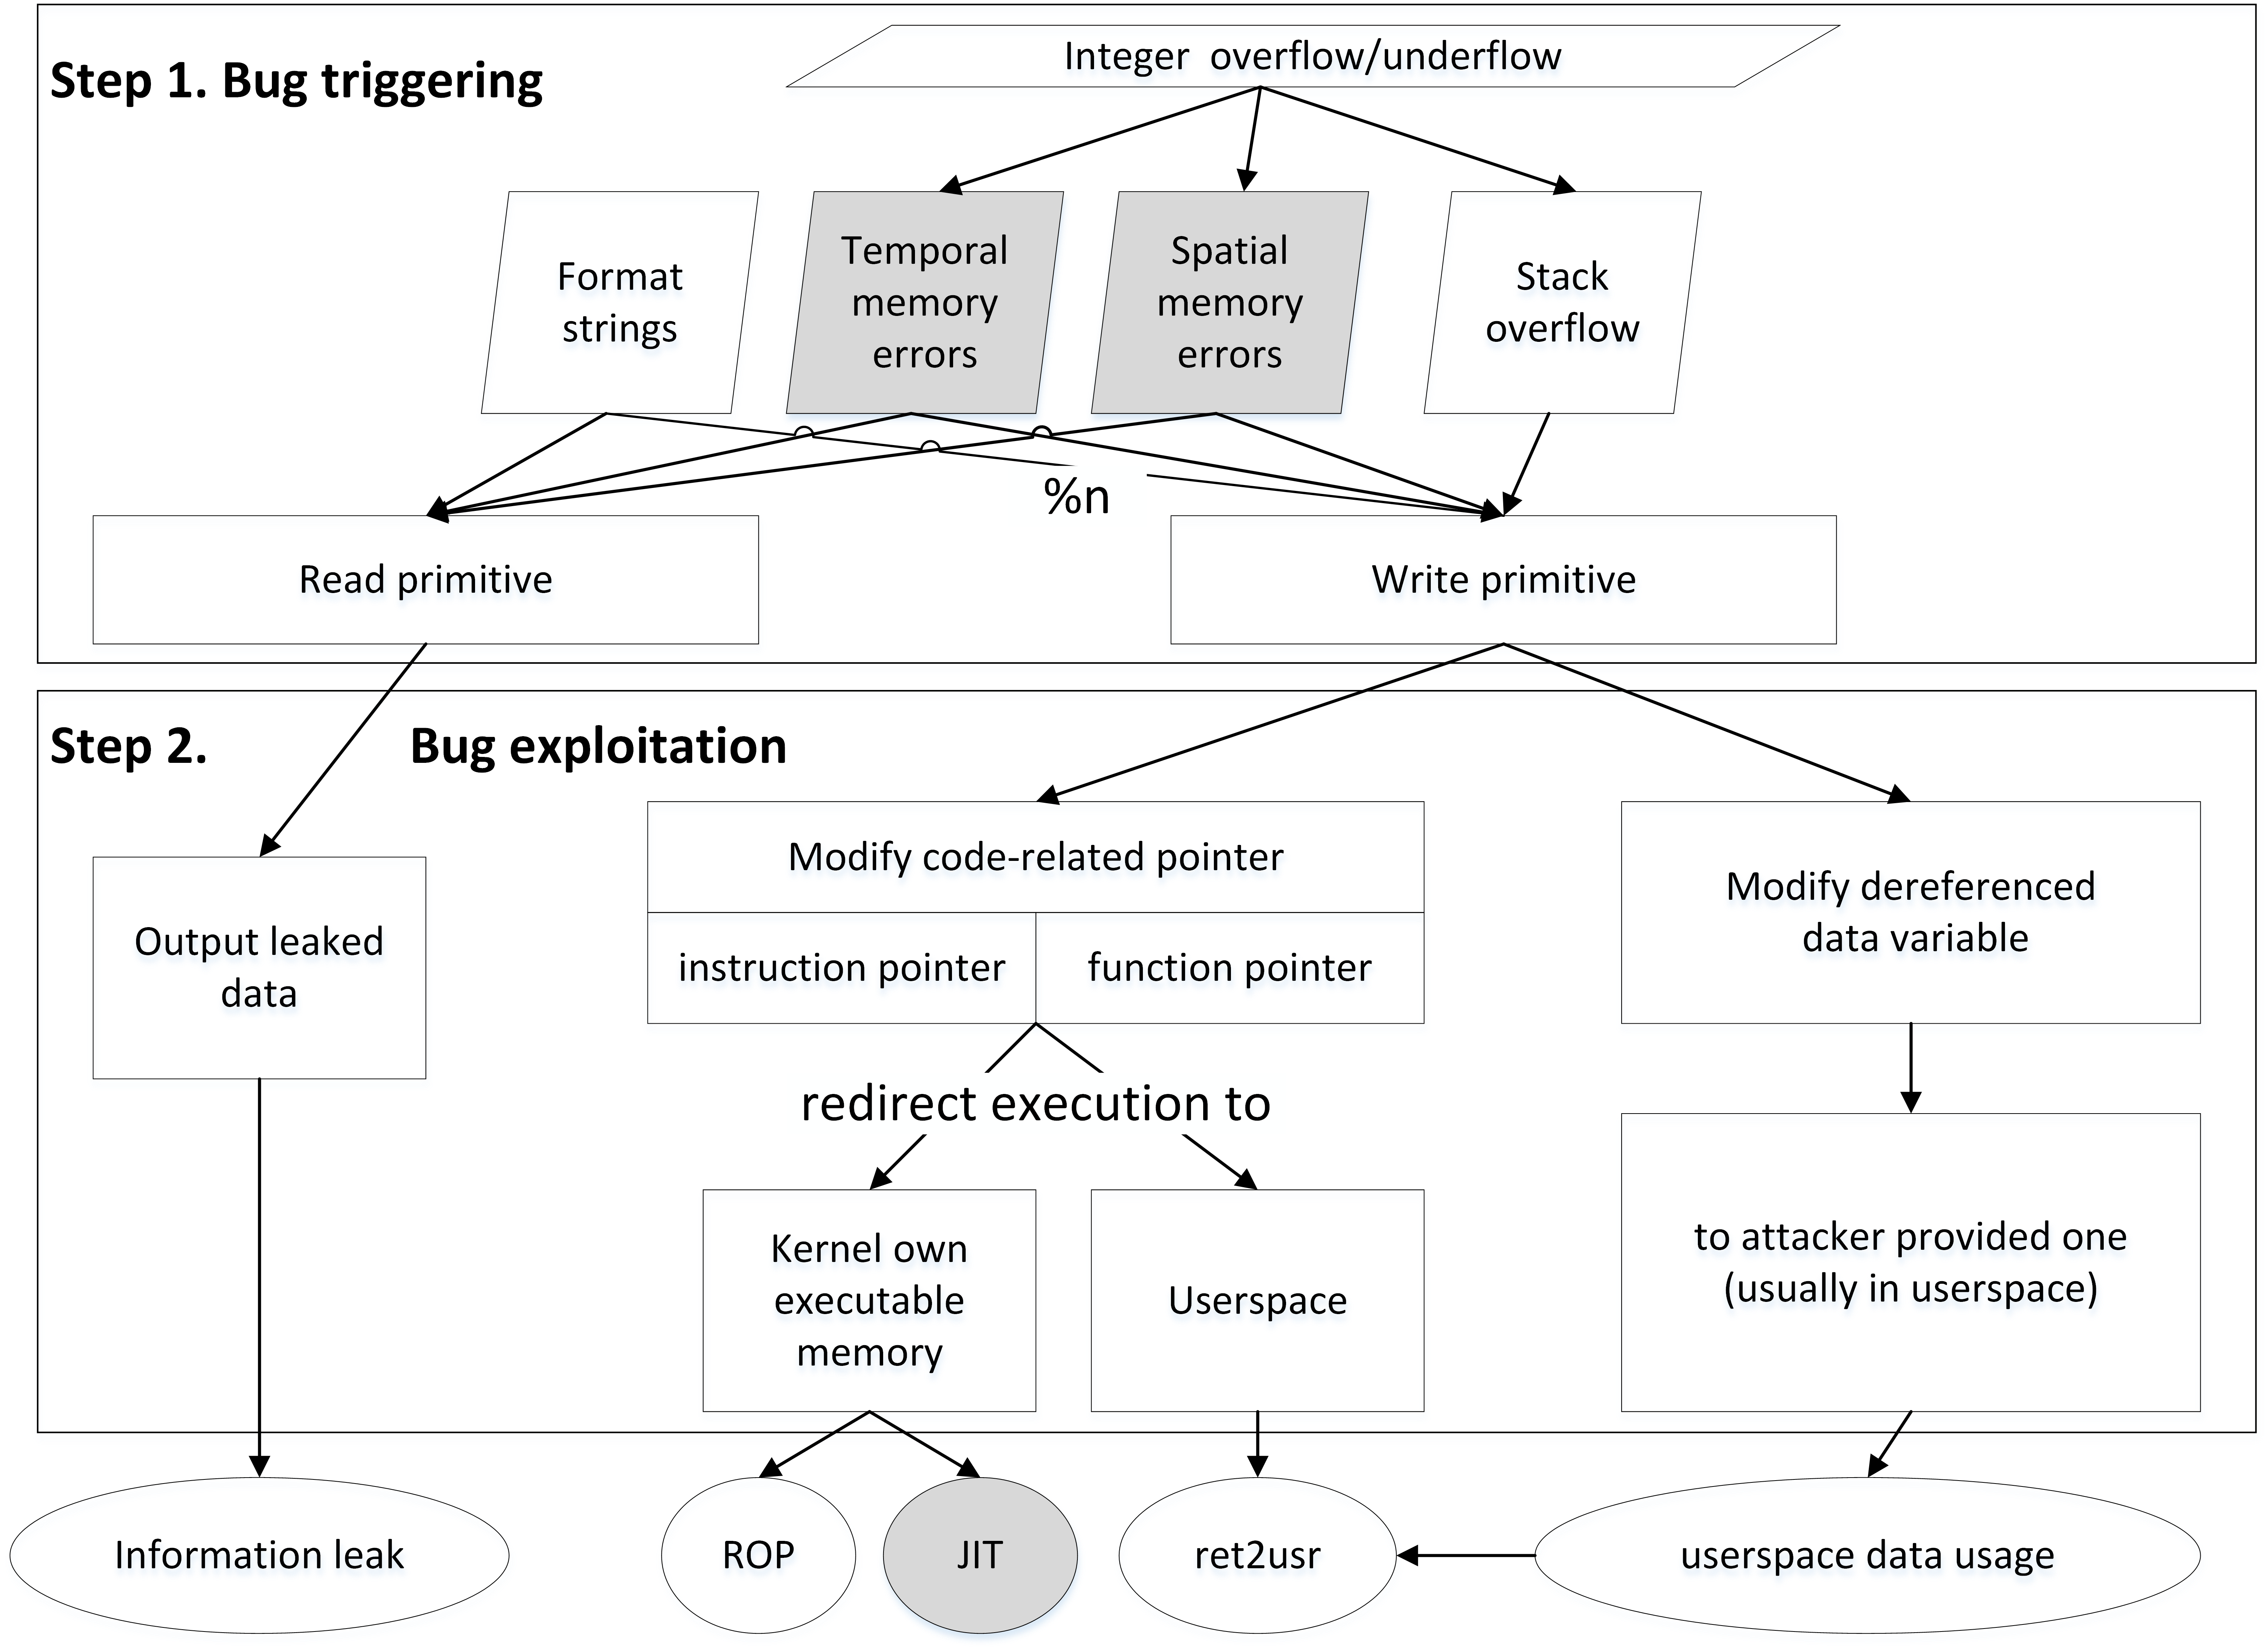 Step 1. Bug triggering
Integer overflow/underflow
Format
strings
Temporal
memory
errors
Spatial
memory
errors
Stack
overflow
%n
Read primitive
Write primitive
Step 2. Bug exploitation
Output leaked
data
Modify code-related pointer
instruction pointer
function pointer
Modify dereferenced
data variable
redirect execution to
Kernel own
executable
memory
Userspace
to attacker provided one
(usually in userspace)
Information leak
ROP
JIT
ret2usr
userspace data usage